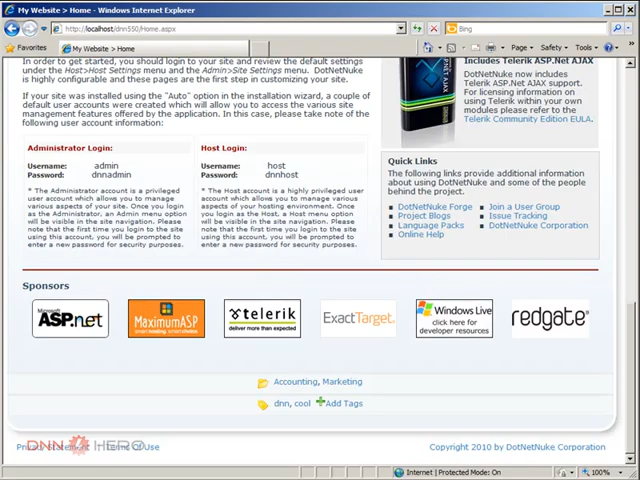 My Website > Home - Windows Internet Explorer
http://localhost/dnn550/Home.aspx
Bing
Favorites
My Website > Home
Page
Safety
Tools
In order to get started, you should login to your site and review the default settings
under the Host>Host Settings menu and the Admin>Site Settings menu. DotNetNuke
is highly configurable and these pages are the first step in customizing your site.
If your site was installed using the "Auto" option in the installation wizard, a couple of
default user accounts were created which will allow you to access the various site
management features offered by the application. In this case, please take note of the
following user account information:
Administrator Login:
Username: admin
Password: dnnadmin
* The Administrator account is a privileged
user account which allows you to manage
various aspects of your site. Once you login
as the Administrator, an Admin menu option
will be visible in the site navigation. Please
note that the first time you login to the site
using this account, you will be prompted to
enter a new password for security purposes.
Host Login:
Username: host
Password: dnnhost
* The Host account is a highly privileged user
account which allows you to manage various
aspects of your hosting environment. Once
you login as the Host, a Host menu option
will be visible in the site navigation. Please
note that the first time you login to the site
using this account, you will be prompted to
enter a new password for security purposes.
ASP.NET AJAX
Includes Telerik ASP.Net AJAX
DotNetNuke now includes
Telerik ASP.Net AJAX support.
For licensing information on
using Telerik within your own
modules please refer to the
Telerik Community Edition EULA.
Quick Links
The following links provide additional information
about using DotNetNuke and some of the people
behind the project.
DotNetNuke Forge
Project Blogs
Language Packs
Online Help
Join a User Group
Issue Tracking
DotNetNuke Corporation
Sponsors
Microsoft
ASP.net
MaximumASP
telerik
deliver more than expected
ExactTarget.
Windows Live
click here for
developer resources
redgate
Accounting, Marketing
dnn, cool Add Tags
DNN HERO
Privacy Statement | Terms Of Use
Copyright 2010 by DotNetNuke Corporation
Internet | Protected Mode: On
100%